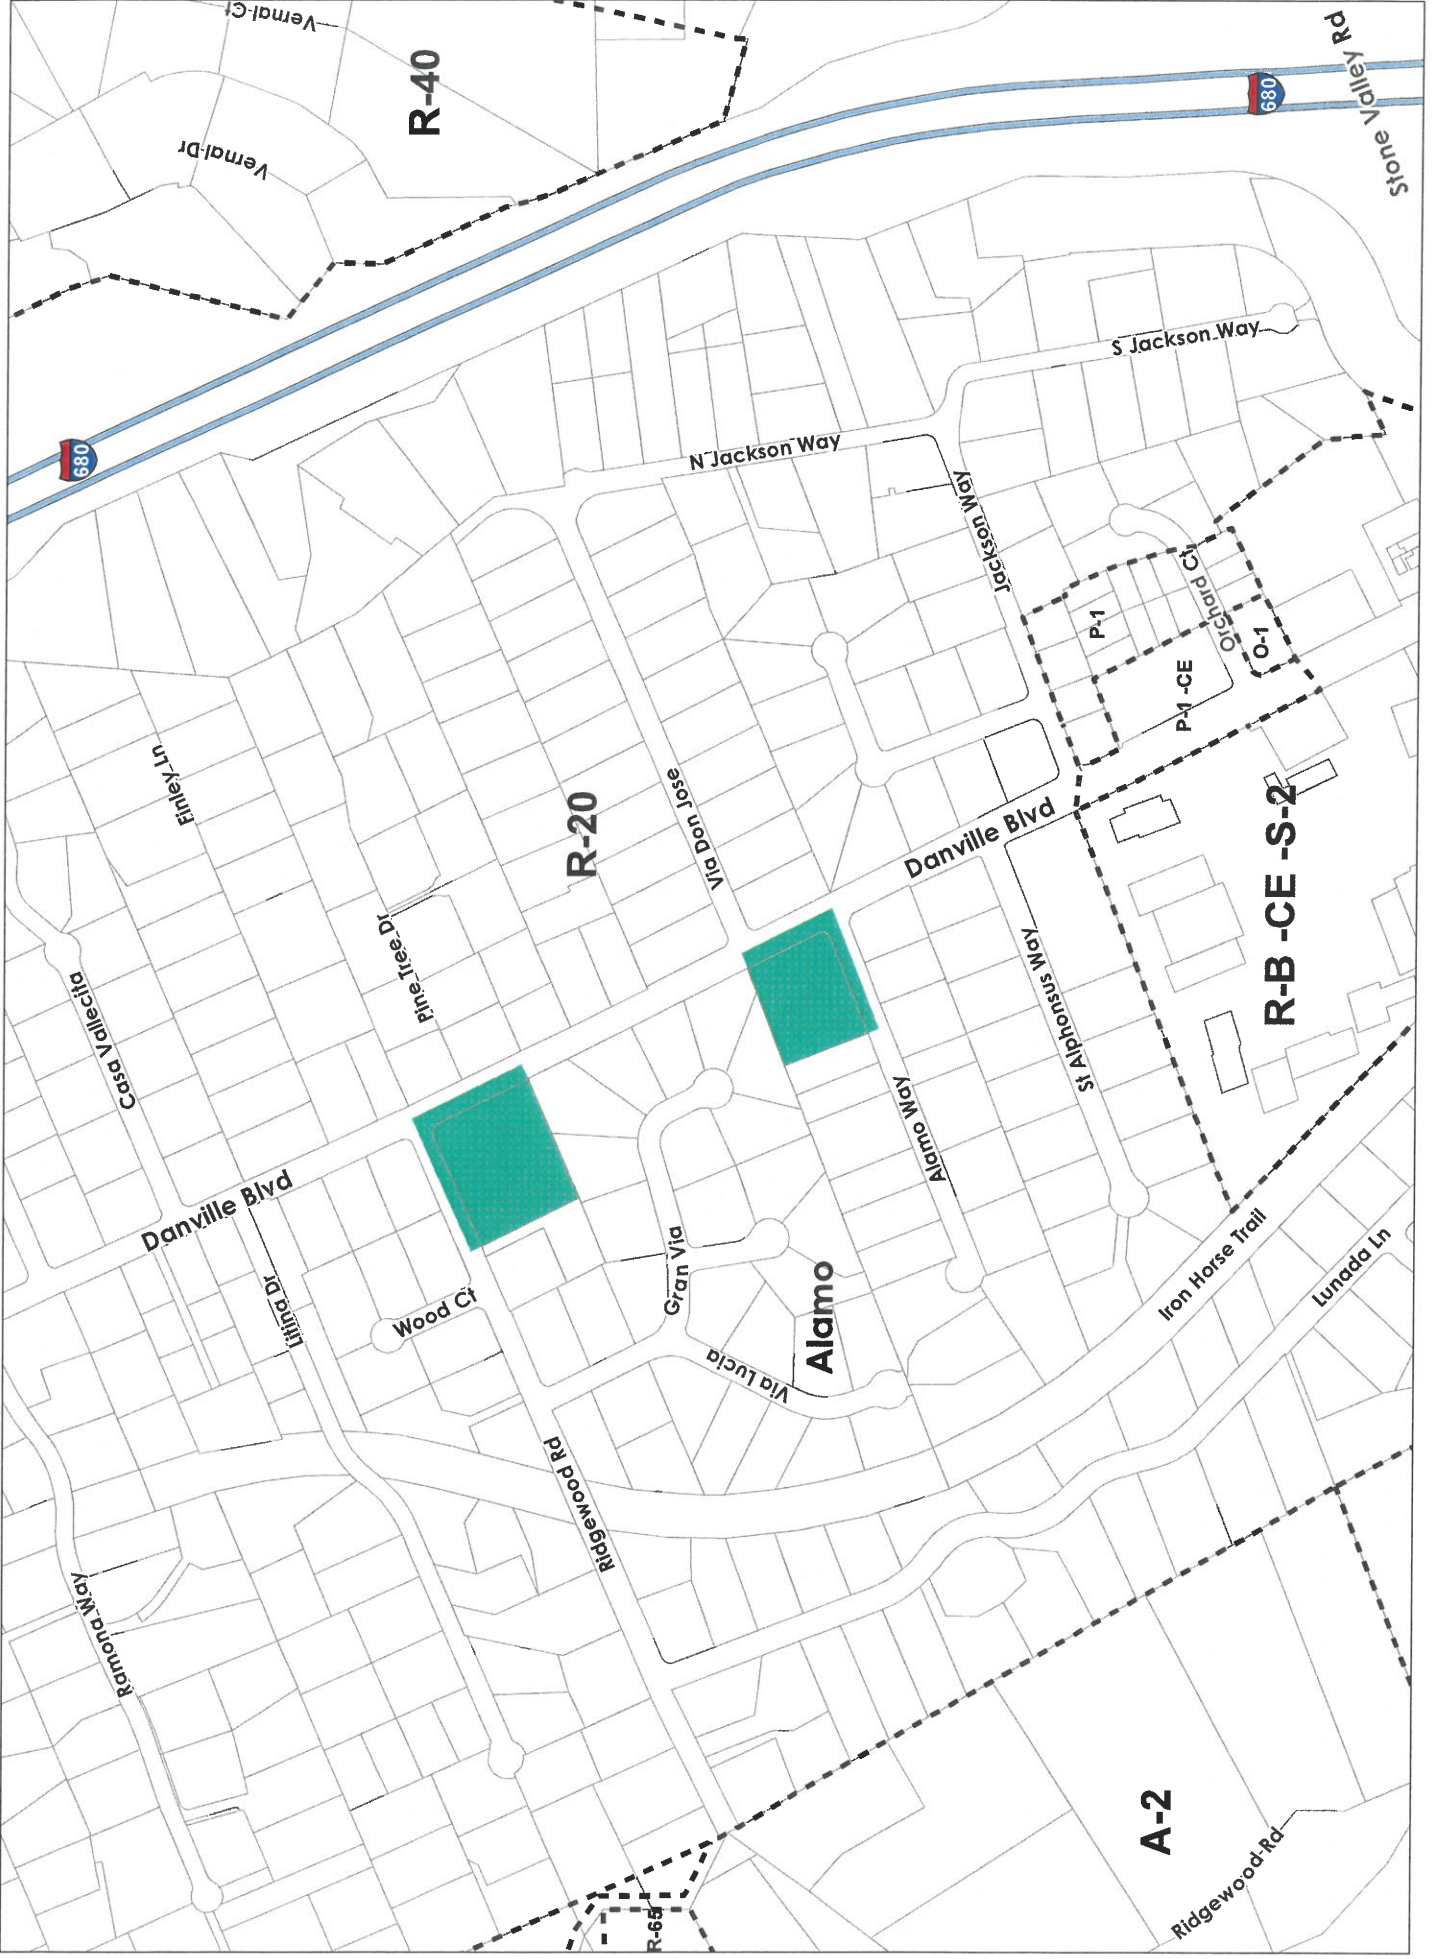 Vernal Ct
R-40
Vernal Dr
Stone Valley Rd
680
680
S Jackson Way
N Jackson Way
Jackson Way
Orchard Ct
P-1
O-1
P-1 -CE
Finley Ln
Via Don Jose
R-20
Danville Blvd
R-B -CE -S-2
Pine Tree Dr
Casa Vallecita
St Alphonsus Way
Alamo Way
Danville Blvd
Litina Dr
Wood Ct
Gran Via
Alamo
Iron Horse Trail
Lunada Ln
Via Lucia
Ridgewood Rd
Ramona Way
A-2
Ridgewood Rd
R-65